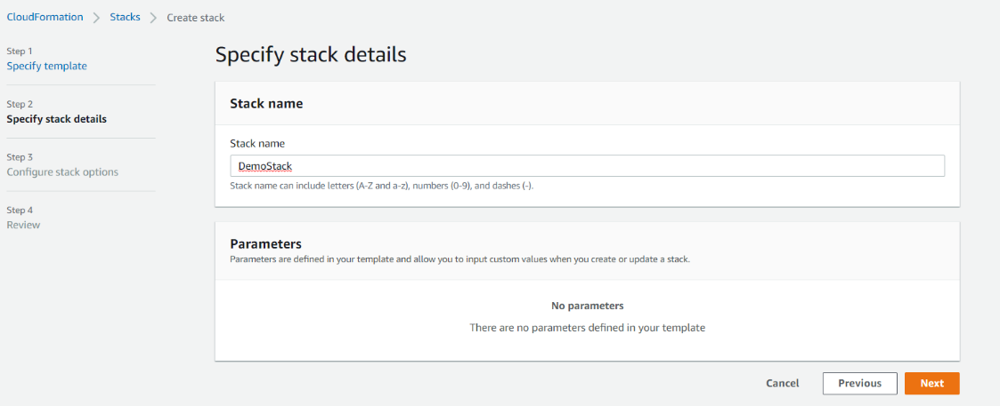 CloudFormation > Stacks > Create stack
Step 1
Specify template
Step 2
Specify stack details
Step 3
Configure stack options
Step 4
Review
Specify stack details
Stack name
Stack name
DemoStack
Stack name can include letters (A-Z and a-z), numbers (0-9), and dashes (-).
Parameters
Parameters are defined in your template and allow you to input custom values when you create or update a stack.
No parameters
There are no parameters defined in your template
Cancel Previous Next